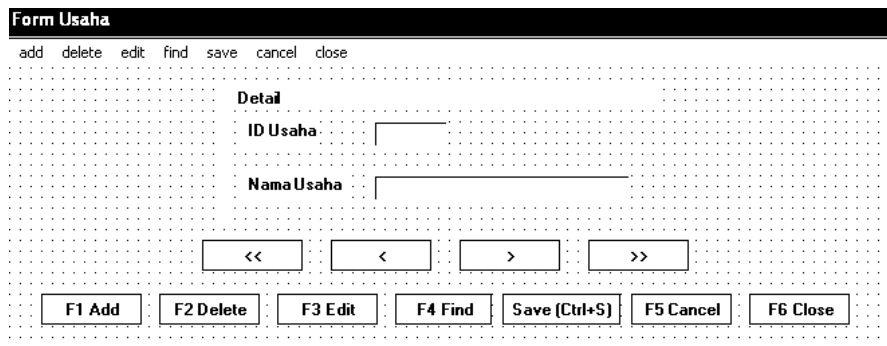 Form Usaha
add delete edit find save cancel close
Detail
ID Usaha
Nama Usaha
<< < > >>
F1 Add F2 Delete F3 Edit F4 Find Save (Ctrl+S) F5 Cancel F6 Close